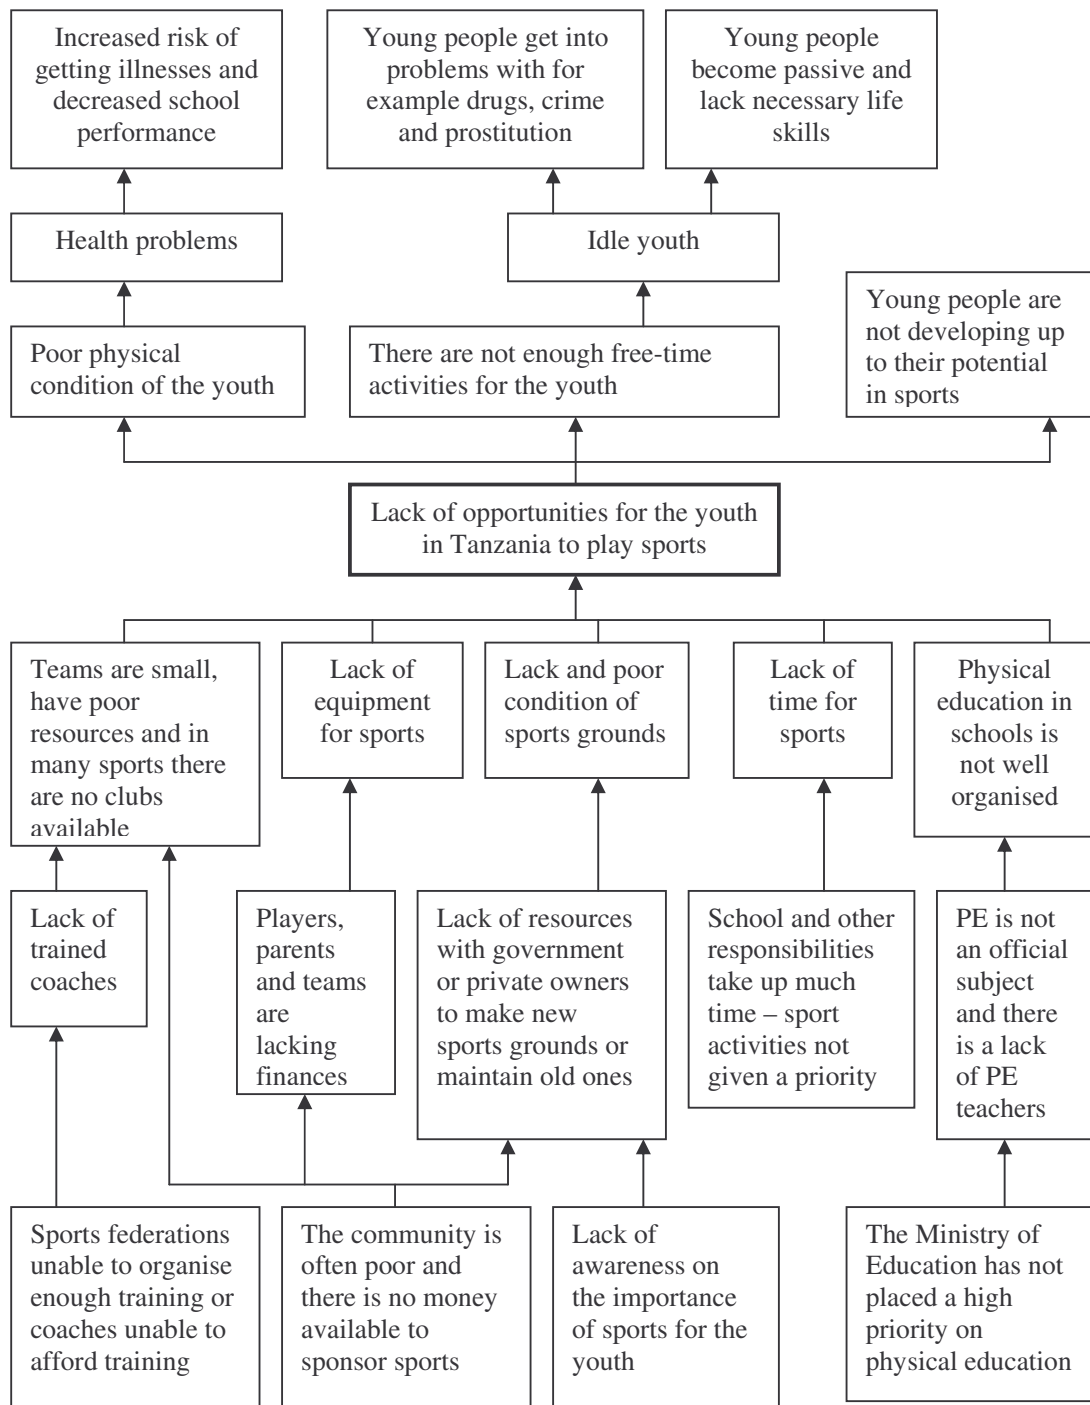 Increased risk of
getting illnesses and
decreased school
performance
Young people get into
problems with for
example drugs, crime
and prostitution
Young people
become passive and
lack necessary life
skills
Health problems
Idle youth
Young people are
not developing up
to their potential
in sports
Poor physical
condition of the youth
There are not enough free-time
activities for the youth
Lack of opportunities for the youth
in Tanzania to play sports
Teams are small,
have poor
resources and in
many sports there
are no clubs
available
Lack of
equipment
for sports
Lack and poor
condition of
sports grounds
Lack of
time for
sports
Physical
education in
schools is
not well
organised
Lack of
trained
coaches
Players,
parents
and teams
are
lacking
finances
Lack of resources
with government
or private owners
to make new
sports grounds or
maintain old ones
School and other
responsibilities
take up much
time – sport
activities not
given a priority
PE is not
an official
subject
and there
is a lack
of PE
teachers
Sports federations
unable to organise
enough training or
coaches unable to
afford training
The community is
often poor and
there is no money
available to
sponsor sports
Lack of
awareness on
the importance
of sports for the
youth
The Ministry of
Education has not
placed a high
priority on
physical education